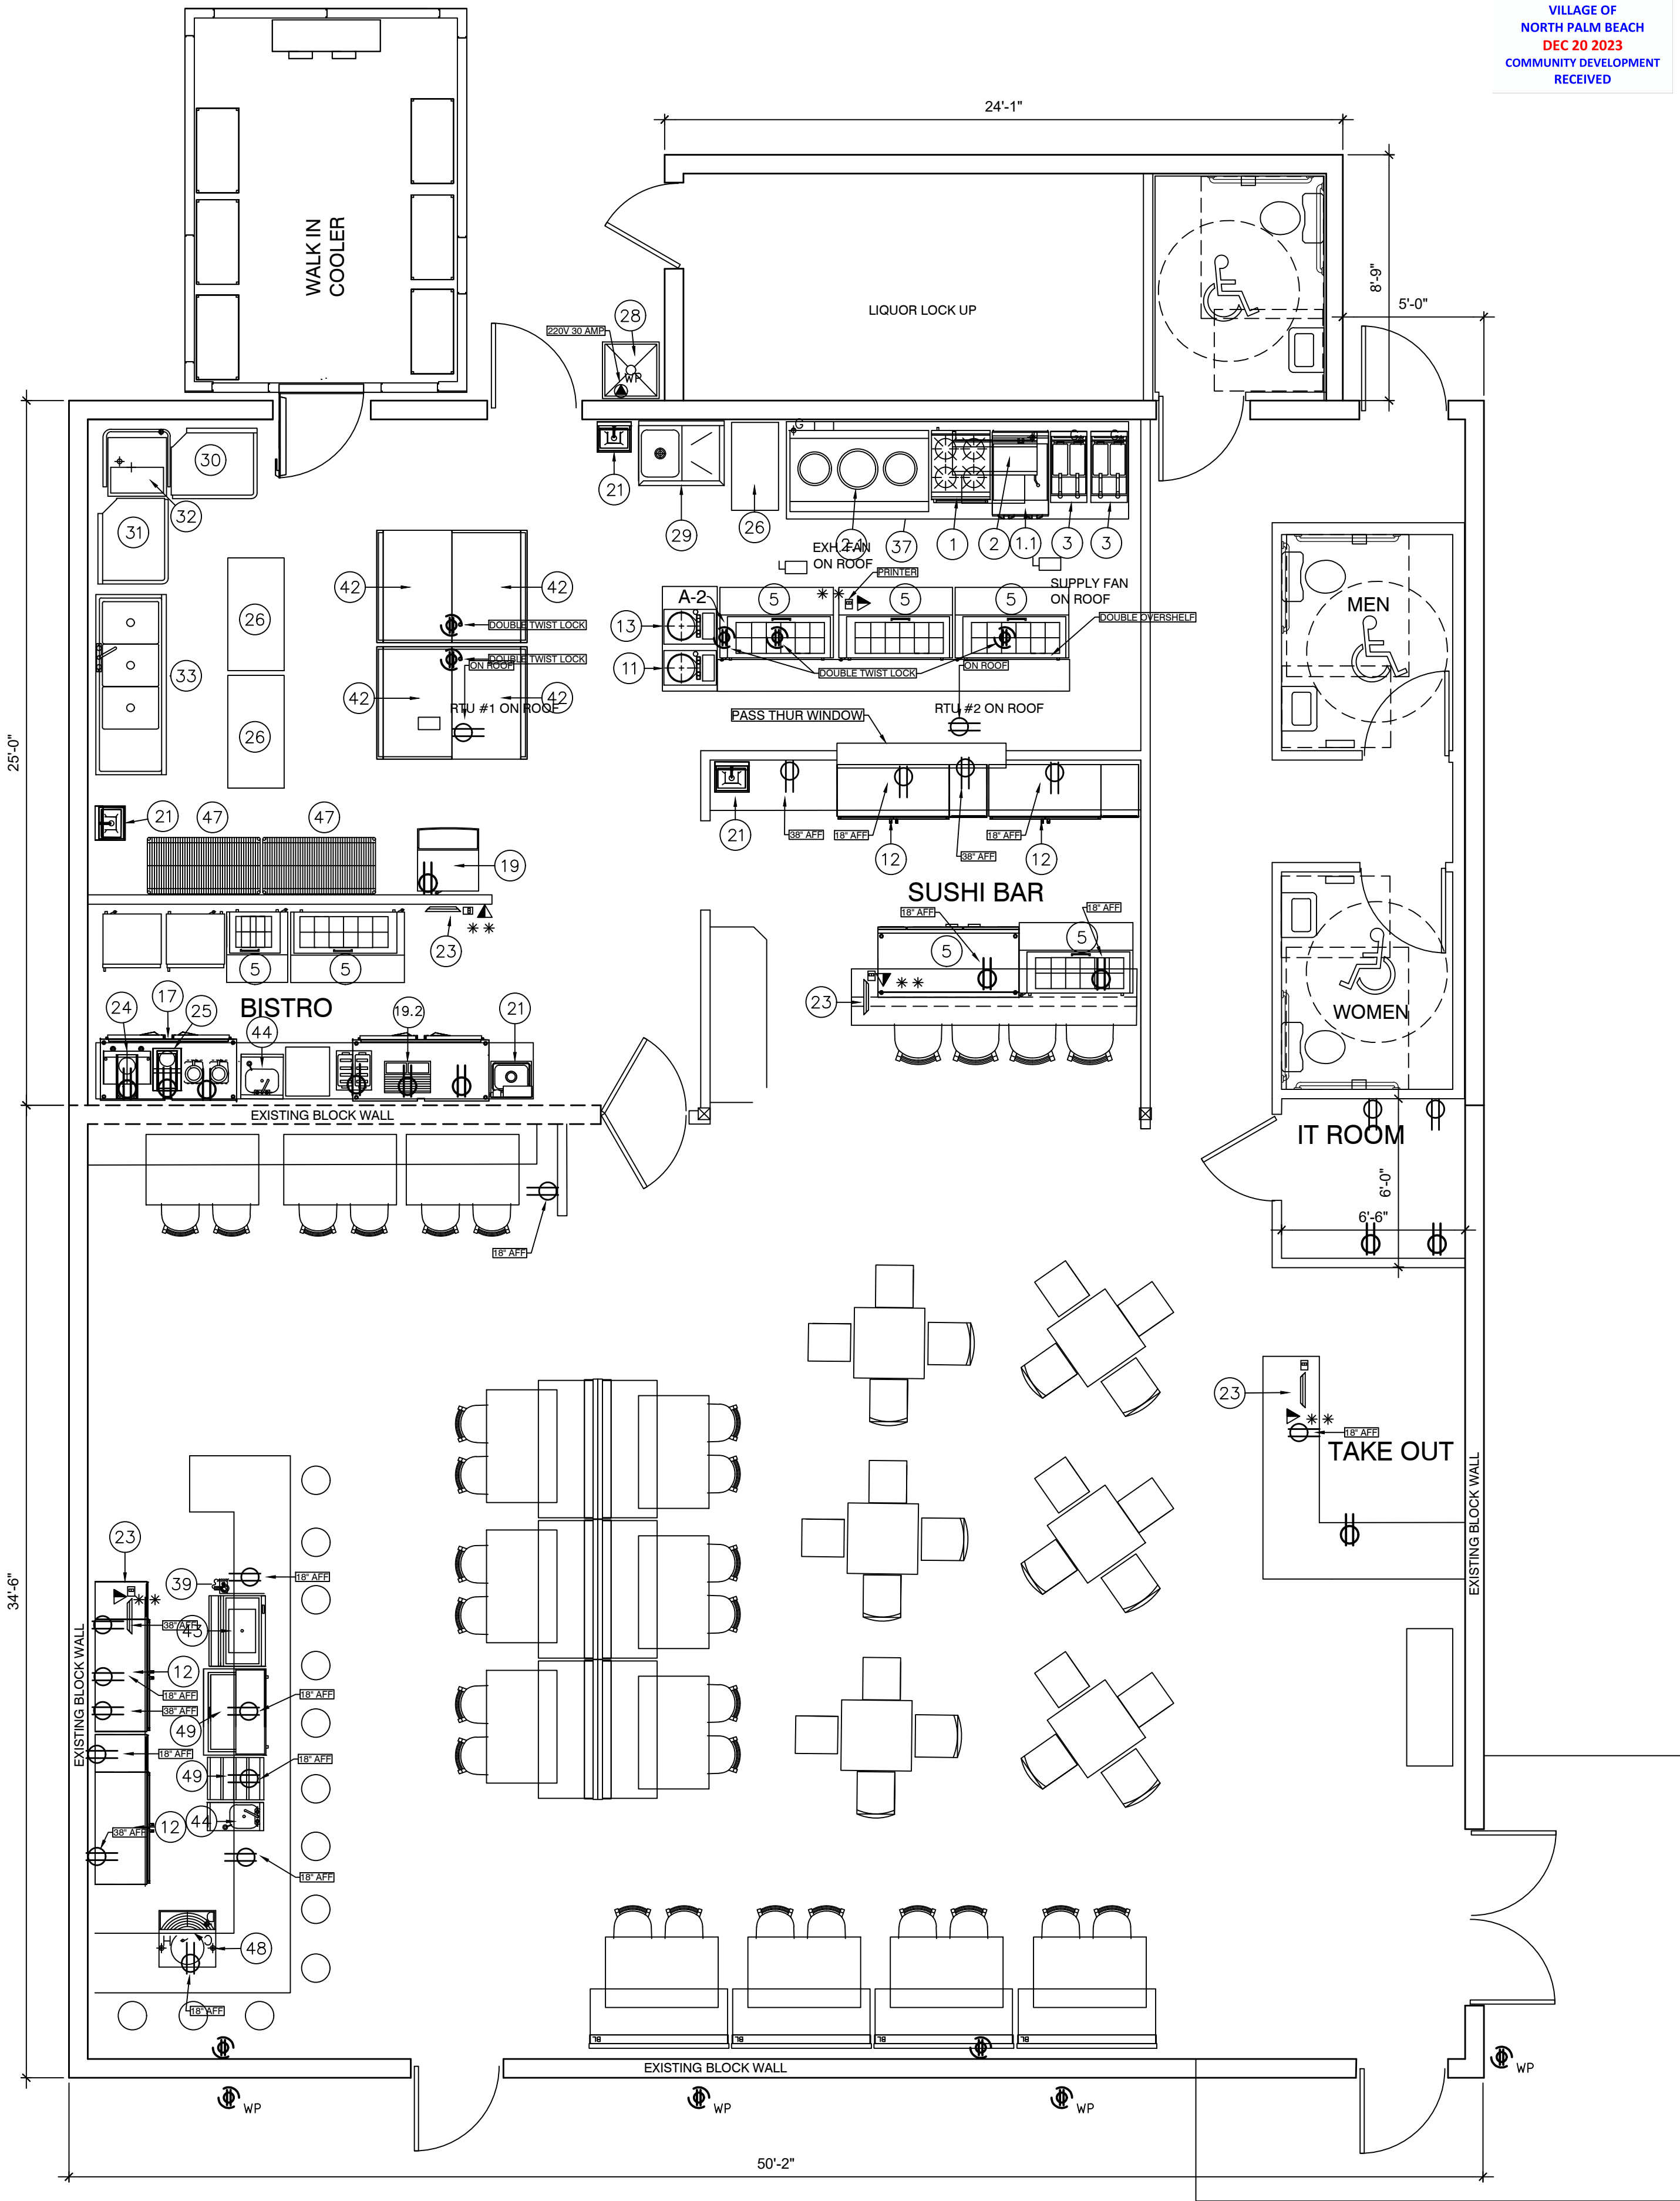 VILLAGE OF
NORTH PALM BEACH
DEC 20 2023
COMMUNITY DEVELOPMENT
RECEIVED
24'-1"
WALK IN
COOLER
8'-9"
5'-0"
LIQUOR LOCK UP
28
220V 30 AMP
WP
30
21
G
G
G
31
32
29
26
2.1
37
1
2
1.1
3
3
EXH. FAN
ON ROOF
PRINTER
SUPPLY FAN
ON ROOF
42
42
26
A-2
5
**
5
5
MEN
13
DOUBLE TWIST LOCK
DOUBLE OVERSHELF
DOUBLE TWIST LOCK
ON ROOF
11
DOUBLE TWIST LOCK
ON ROOF
33
42
42
RTU #1 ON ROOF
RTU #2 ON ROOF
PASS THUR WINDOW
26
25'-0"
21
47
47
21
38" AFF
18" AFF
18" AFF
12
38" AFF
12
19
SUSHI BAR
18" AFF
18" AFF
23
**
5
5
5
5
WOMEN
23
**
BISTRO
24
17
25
44
19.2
21
EXISTING BLOCK WALL
IT ROOM
6'-0"
6'-6"
18" AFF
23
**
18" AFF
TAKE OUT
EXISTING BLOCK WALL
34'-6"
23
39
18" AFF
**
38" AFF
43
12
18" AFF
18" AFF
38" AFF
49
EXISTING BLOCK WALL
18" AFF
18" AFF
49
44
12
38" AFF
18" AFF
H
C
48
18" AFF
BL
BL
BL
BL
EXISTING BLOCK WALL
WP
WP
WP
WP
50'-2"